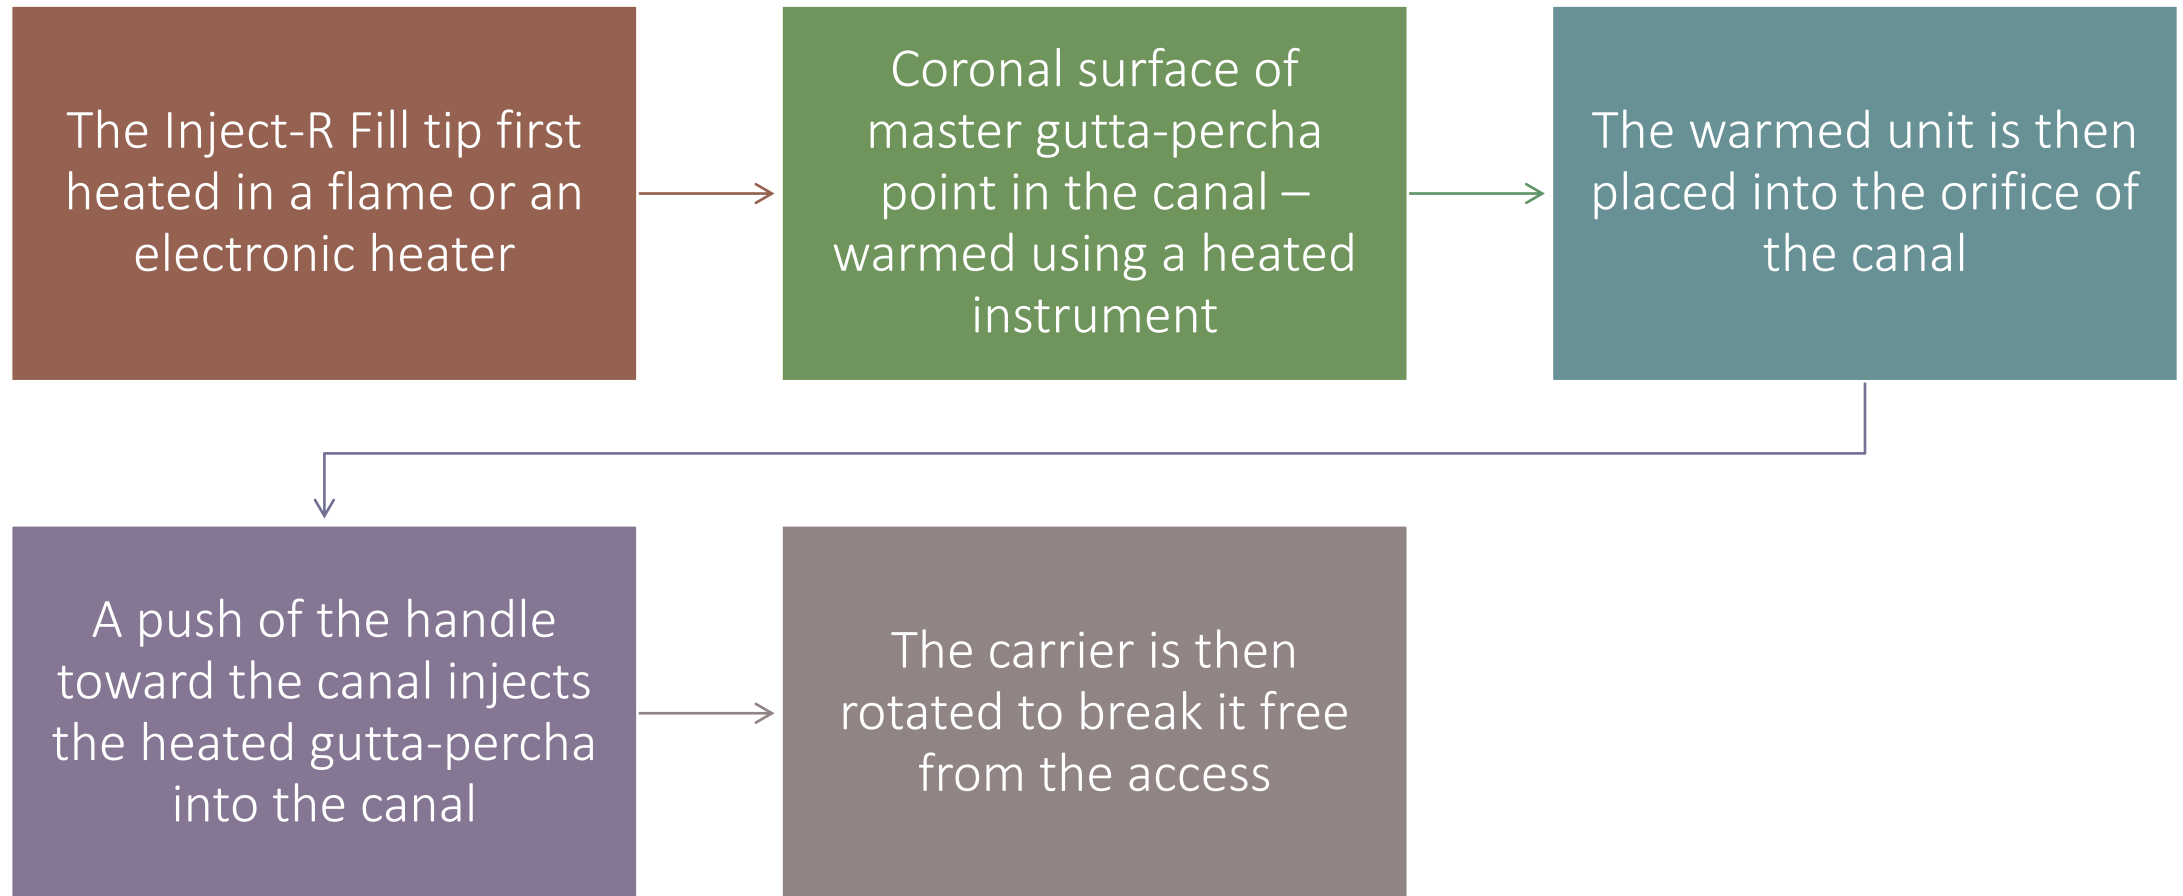 The Inject-R Fill tip first
heated in a flame or an
electronic heater
Coronal surface of
master gutta-percha
point in the canal –
warmed using a heated
instrument
The warmed unit is then
placed into the orifice of
the canal
A push of the handle
toward the canal injects
the heated gutta-percha
into the canal
The carrier is then
rotated to break it free
from the access